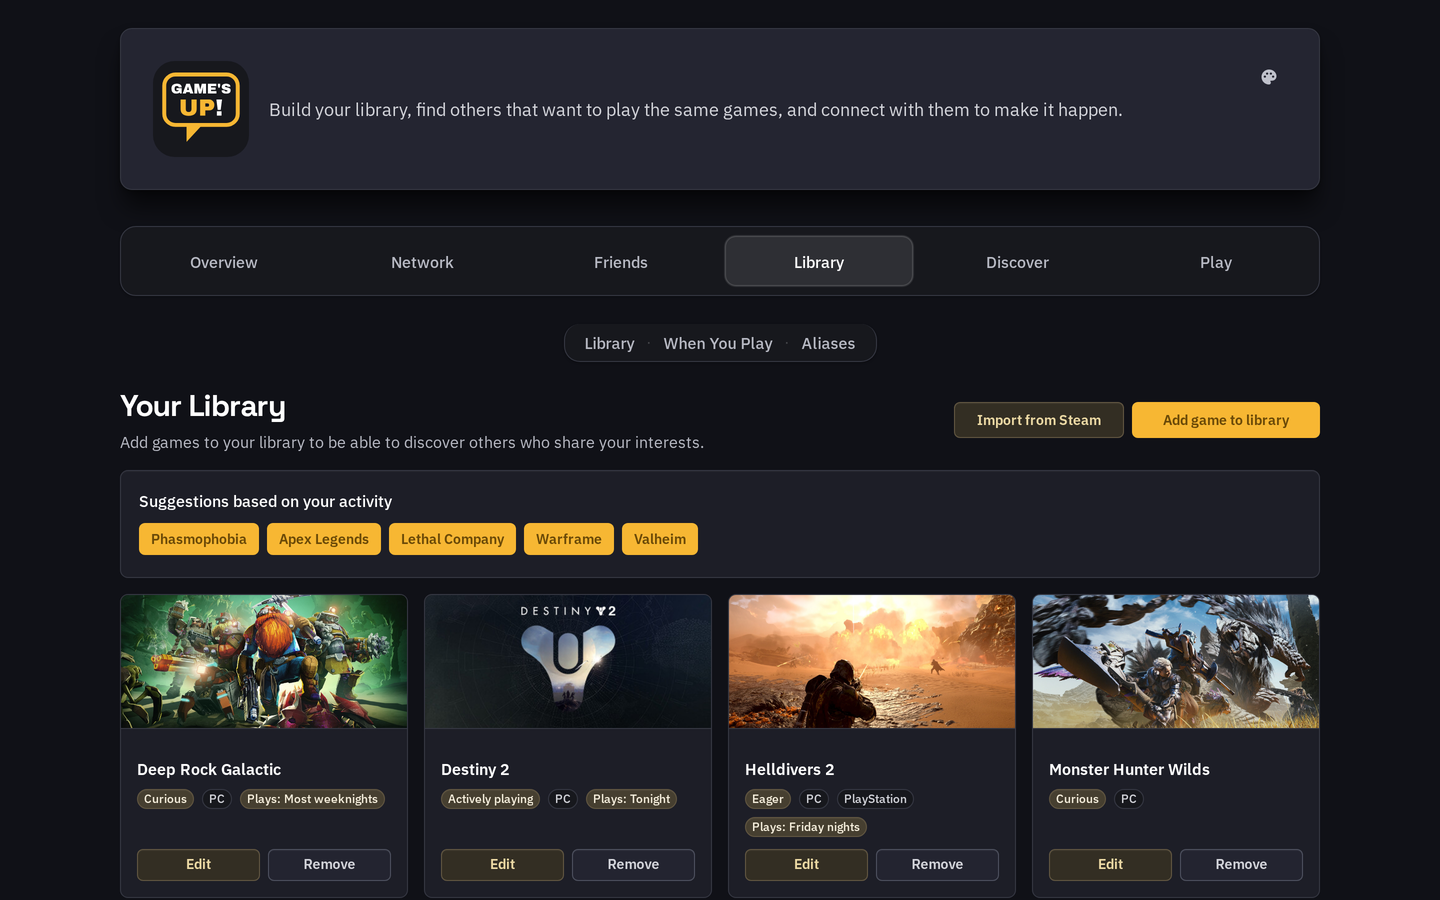 GAME'S
UP!
Build your library, find others that want to play the same games, and connect with them to make it happen.
Overview Network Friends Library Discover Play
Library · When You Play · Aliases
Your Library
Add games to your library to be able to discover others who share your interests.
Import from Steam Add game to library
Suggestions based on your activity
Phasmophobia Apex Legends Lethal Company Warframe Valheim
DESTINY 2
Deep Rock Galactic
Curious PC Plays: Most weeknights
Edit Remove
Destiny 2
Actively playing PC Plays: Tonight
Edit Remove
Helldivers 2
Eager PC PlayStation
Plays: Friday nights
Edit Remove
Monster Hunter Wilds
Curious PC
Edit Remove